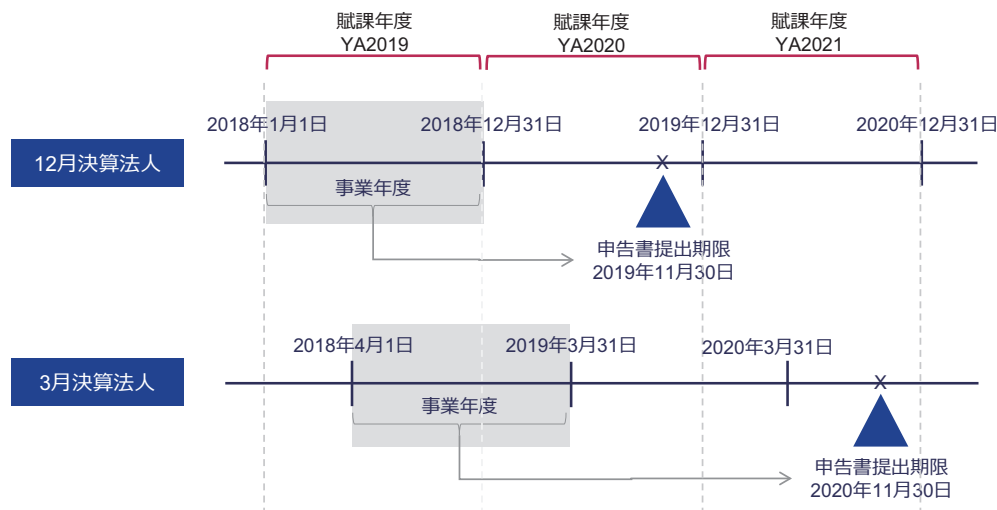 賦課年度
YA2019
賦課年度
YA2020
賦課年度
YA2021
2018年1月1日
2018年12月31日
2019年12月31日
2020年12月31日
12月決算法人
X
事業年度
申告書提出期限
2019年11月30日
2018年4月1日
2019年3月31日
2020年3月31日
3月決算法人
X
事業年度
申告書提出期限
2020年11月30日